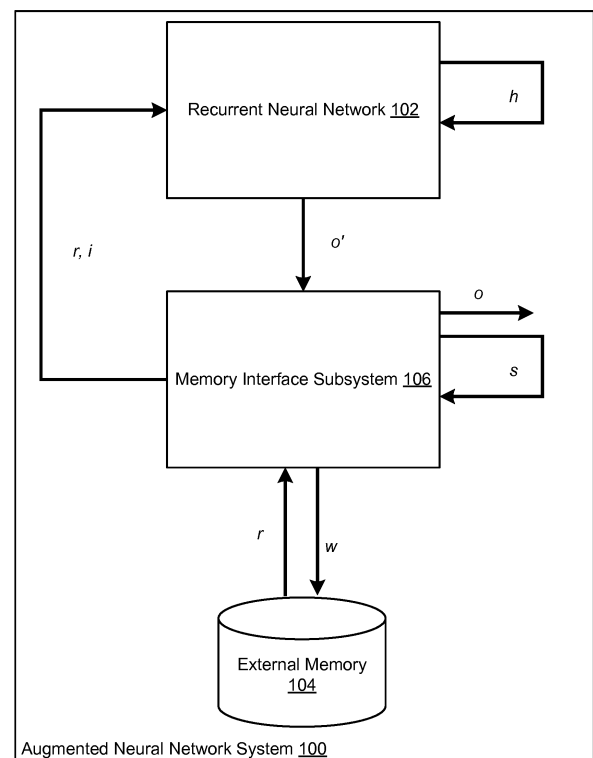 Recurrent Neural Network 102
h
r, i
o'
o
Memory Interface Subsystem 106
s
r
w
External Memory
104
Augmented Neural Network System 100